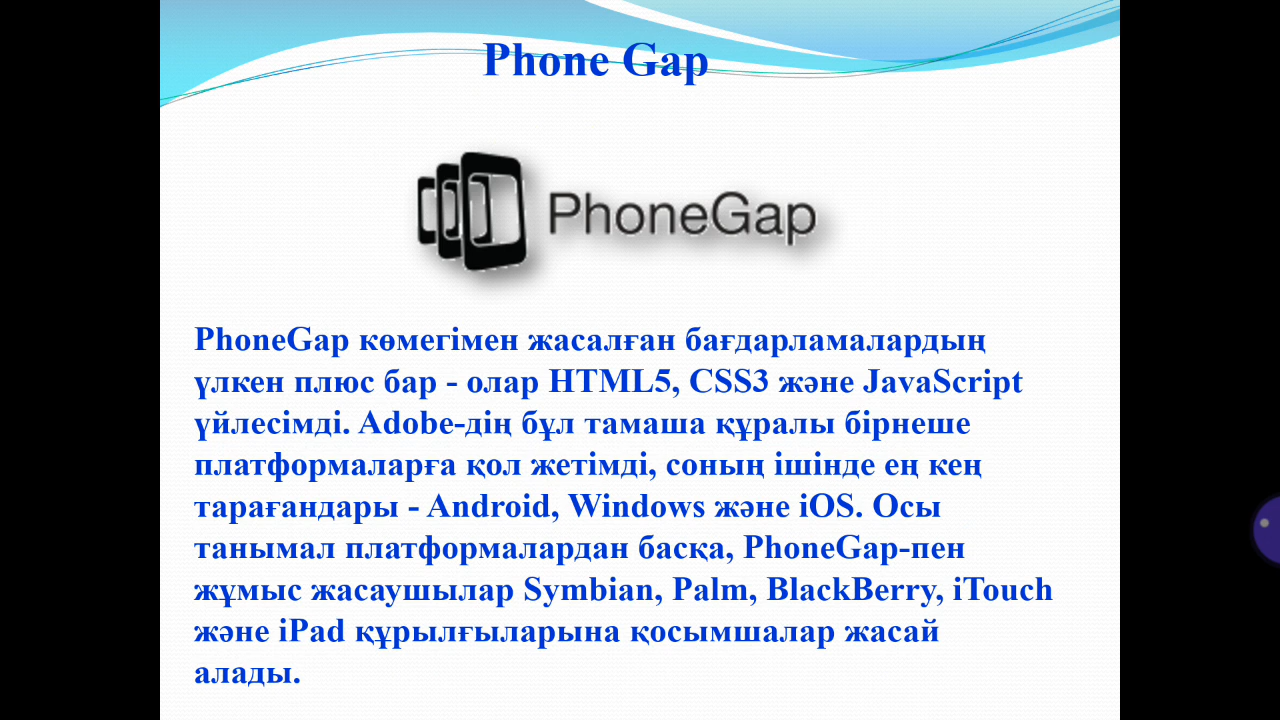 Phone Gap
PhoneGap
PhoneGap көмегімен жасалған бағдарламалардың
үлкен плюс бар - олар HTML5, CSS3 және JavaScript
үйлесімді. Adobe-дің бұл тамаша құралы бірнеше
платформаларға қол жетімді, соның ішінде ең кең
тарағандары - Android, Windows және iOS. Осы
танымал платформалардан басқа, PhoneGap-пен
жұмыс жасаушылар Symbian, Palm, BlackBerry, iTouch
және iPad құрылғыларына қосымшалар жасай
алады.